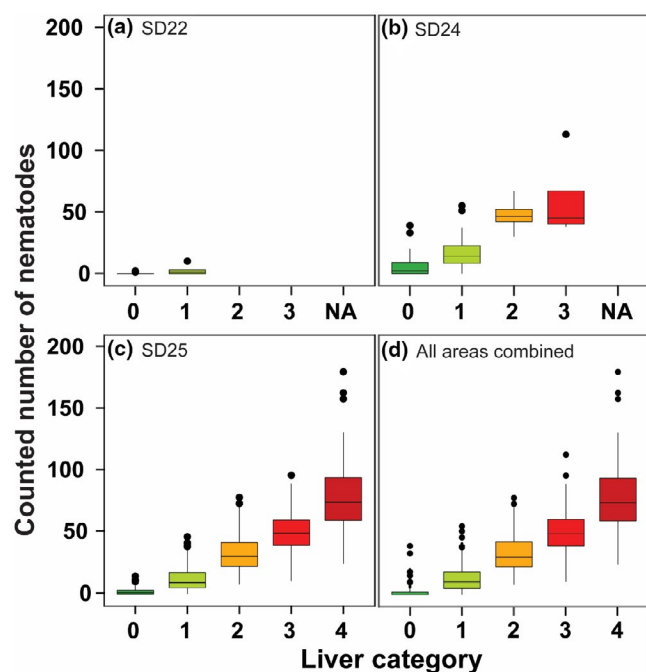 Counted number of nematodes
(a) SD22
200
150
100
50
0
0 1 2 3 NA
(b) SD24
0 1 2 3 NA
(c) SD25
200
150
100
50
0
0 1 2 3 4
(d) All areas combined
0 1 2 3 4
Liver category